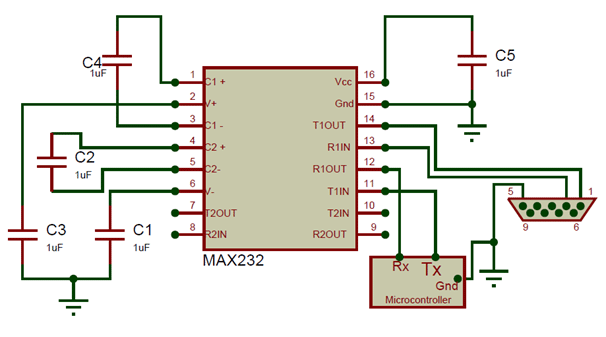 C4
1uF
C5
1uF
1 C1 + Vcc 16
2 V+ Gnd 15
3 C1 - T1OUT 14
4 C2 + R1IN 13
5 C2- R1OUT 12
6 V- T1IN 11
7 T2OUT T2IN 10
8 R2IN R2OUT 9
MAX232
C2
1uF
C3
1uF
C1
1uF
5 1
9 6
Rx Tx
Gnd
Microcontroller